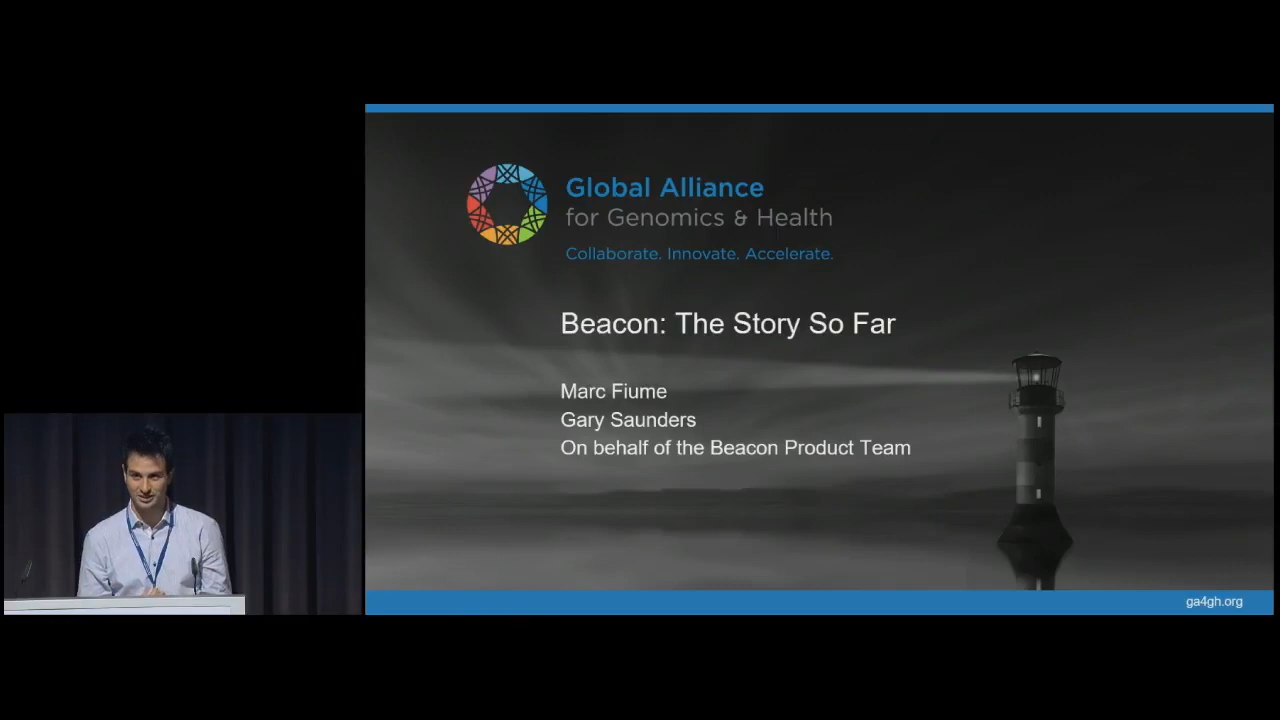 Global Alliance
for Genomics & Health
Collaborate. Innovate. Accelerate.
Beacon: The Story So Far
Marc Fiume
Gary Saunders
On behalf of the Beacon Product Team
ga4gh.org